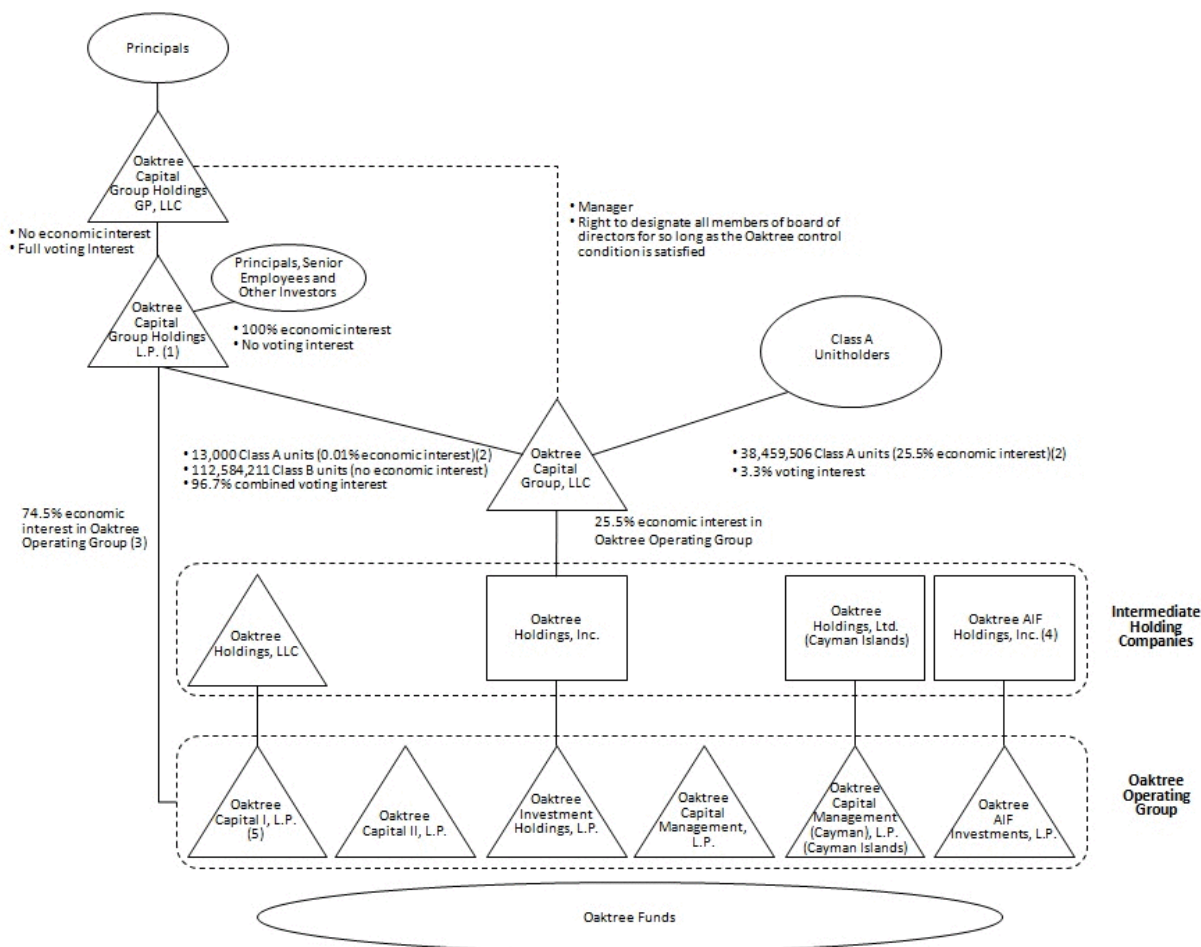 Principals
Oaktree
Capital
Group Holdings
GP, LLC
• No economic interest
• Full voting Interest
• Manager
• Right to designate all members of board of
directors for so long as the Oaktree control
condition is satisfied
Principals, Senior
Employees and
Other Investors
Oaktree
Capital
Group Holdings
L.P. (1)
• 100% economic interest
• No voting interest
Class A
Unitholders
• 13,000 Class A units (0.01% economic interest)(2)
• 112,584,211 Class B units (no economic interest)
• 96.7% combined voting interest
Oaktree
Capital
Group, LLC
• 38,459,506 Class A units (25.5% economic interest)(2)
• 3.3% voting interest
74.5% economic
interest in Oaktree
Operating Group (3)
25.5% economic interest in
Oaktree Operating Group
Oaktree
Holdings, LLC
Oaktree
Holdings, Inc.
Oaktree
Holdings, Ltd.
(Cayman Islands)
Oaktree AIF
Holdings, Inc. (4)
Intermediate
Holding
Companies
Oaktree
Capital I, L.P.
(5)
Oaktree
Capital II, L.P.
Oaktree
Investment
Holdings, L.P.
Oaktree
Capital
Management,
L.P.
Oaktree
Capital
Management
(Cayman), L.P.
(Cayman Islands)
Oaktree
AIF
Investments, L.P.
Oaktree
Operating
Group
Oaktree Funds